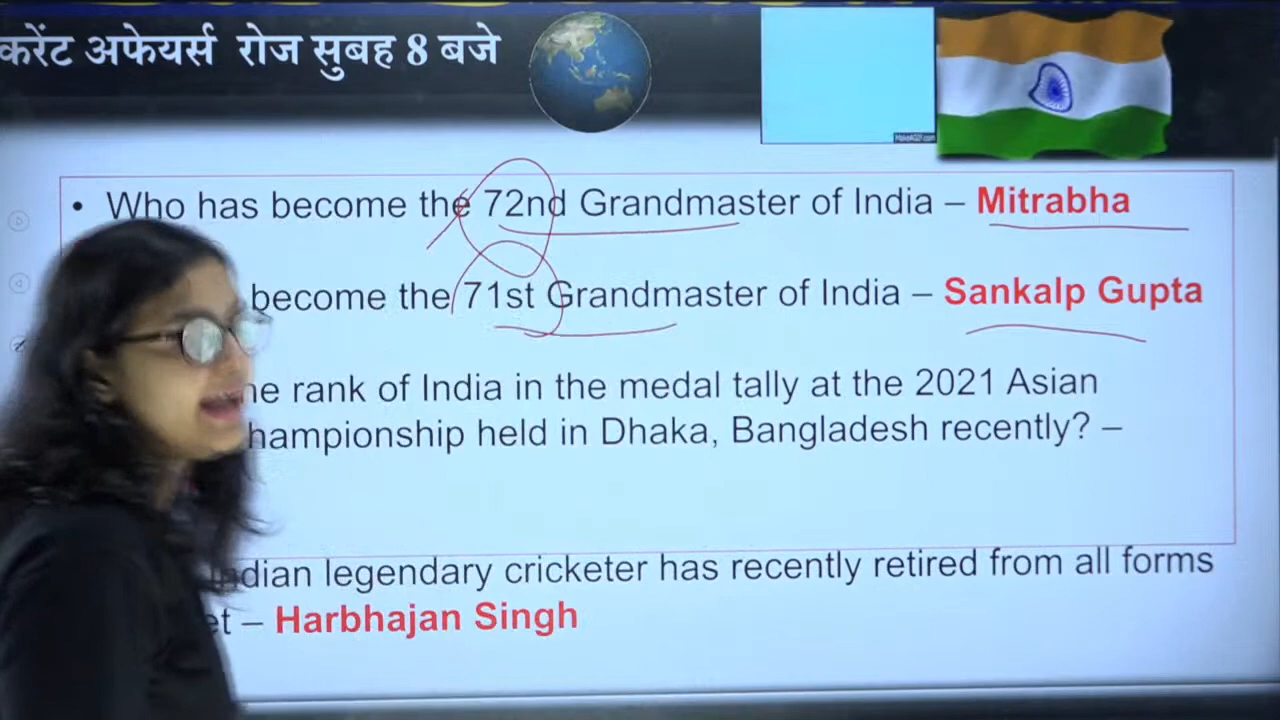 करेंट अफेयर्स रोज सुबह 8 बजे
• Who has become the 72nd Grandmaster of India – Mitrabha
become the 71st Grandmaster of India – Sankalp Gupta
rank of India in the medal tally at the 2021 Asian
hampionship held in Dhaka, Bangladesh recently? –
ndian legendary cricketer has recently retired from all forms
– Harbhajan Singh